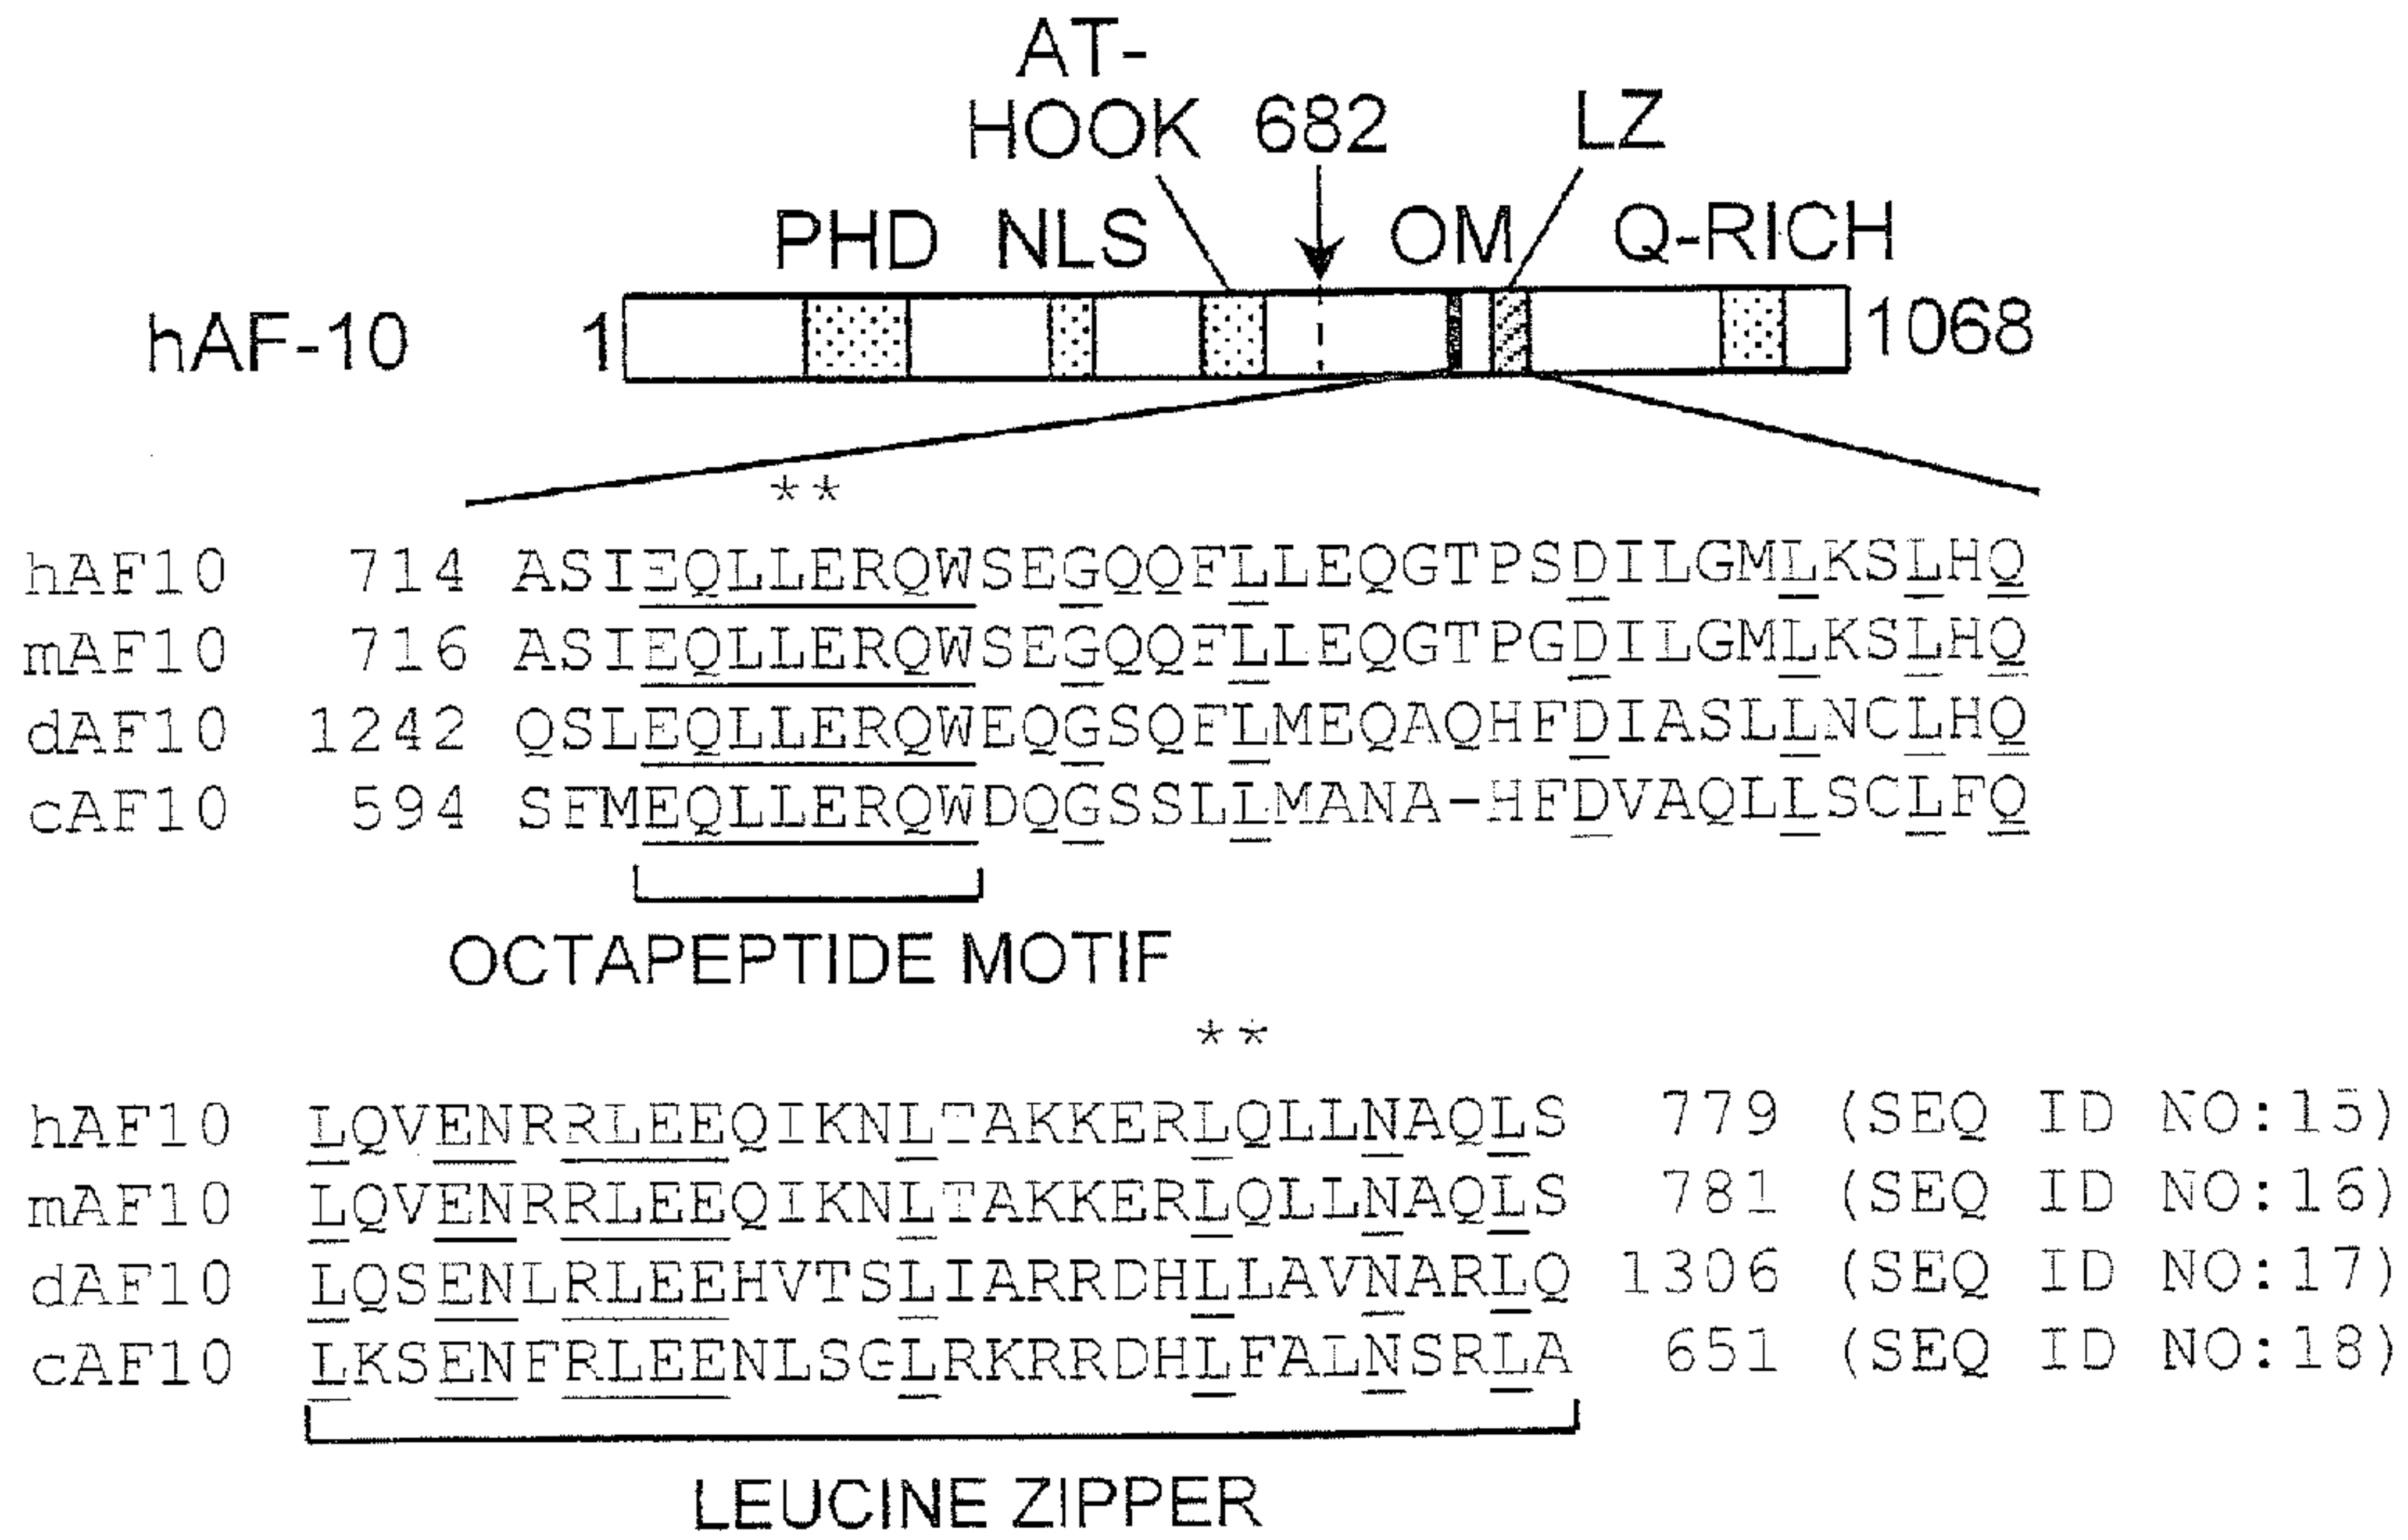 AT-
HOOK 682 LZ
PHD NLS OM Q-RICH
hAF-10 1 1068
**
hAF10 714 ASIEQLLERQWSEGQQFLLEQGTPSDILGMLKSLHQ
mAF10 716 ASIEQLLERQWSEGQQFLLEQGTPGDILGMLKSLHQ
dAF10 1242 QSLEQLLERQWEQGSQFLMEQAQHFDIASLLNCLHQ
cAF10 594 SFMEQLLERQWDQGSSLLMANA-HFDVAQLLSCLFQ
OCTAPEPTIDE MOTIF
**
hAF10 LQVENRRLEEQIKNLTAKKERLQLLNAQLS 779 (SEQ ID NO:15)
mAF10 LQVENRRLEEQIKNLTAKKERLQLLNAQLS 781 (SEQ ID NO:16)
dAF10 LQSENLRLEEHVTSLIARRDHLLAVNARLQ 1306 (SEQ ID NO:17)
cAF10 LKSENFRLEENLSGLRKRRDHLFALNSRLA 651 (SEQ ID NO:18)
LEUCINE ZIPPER